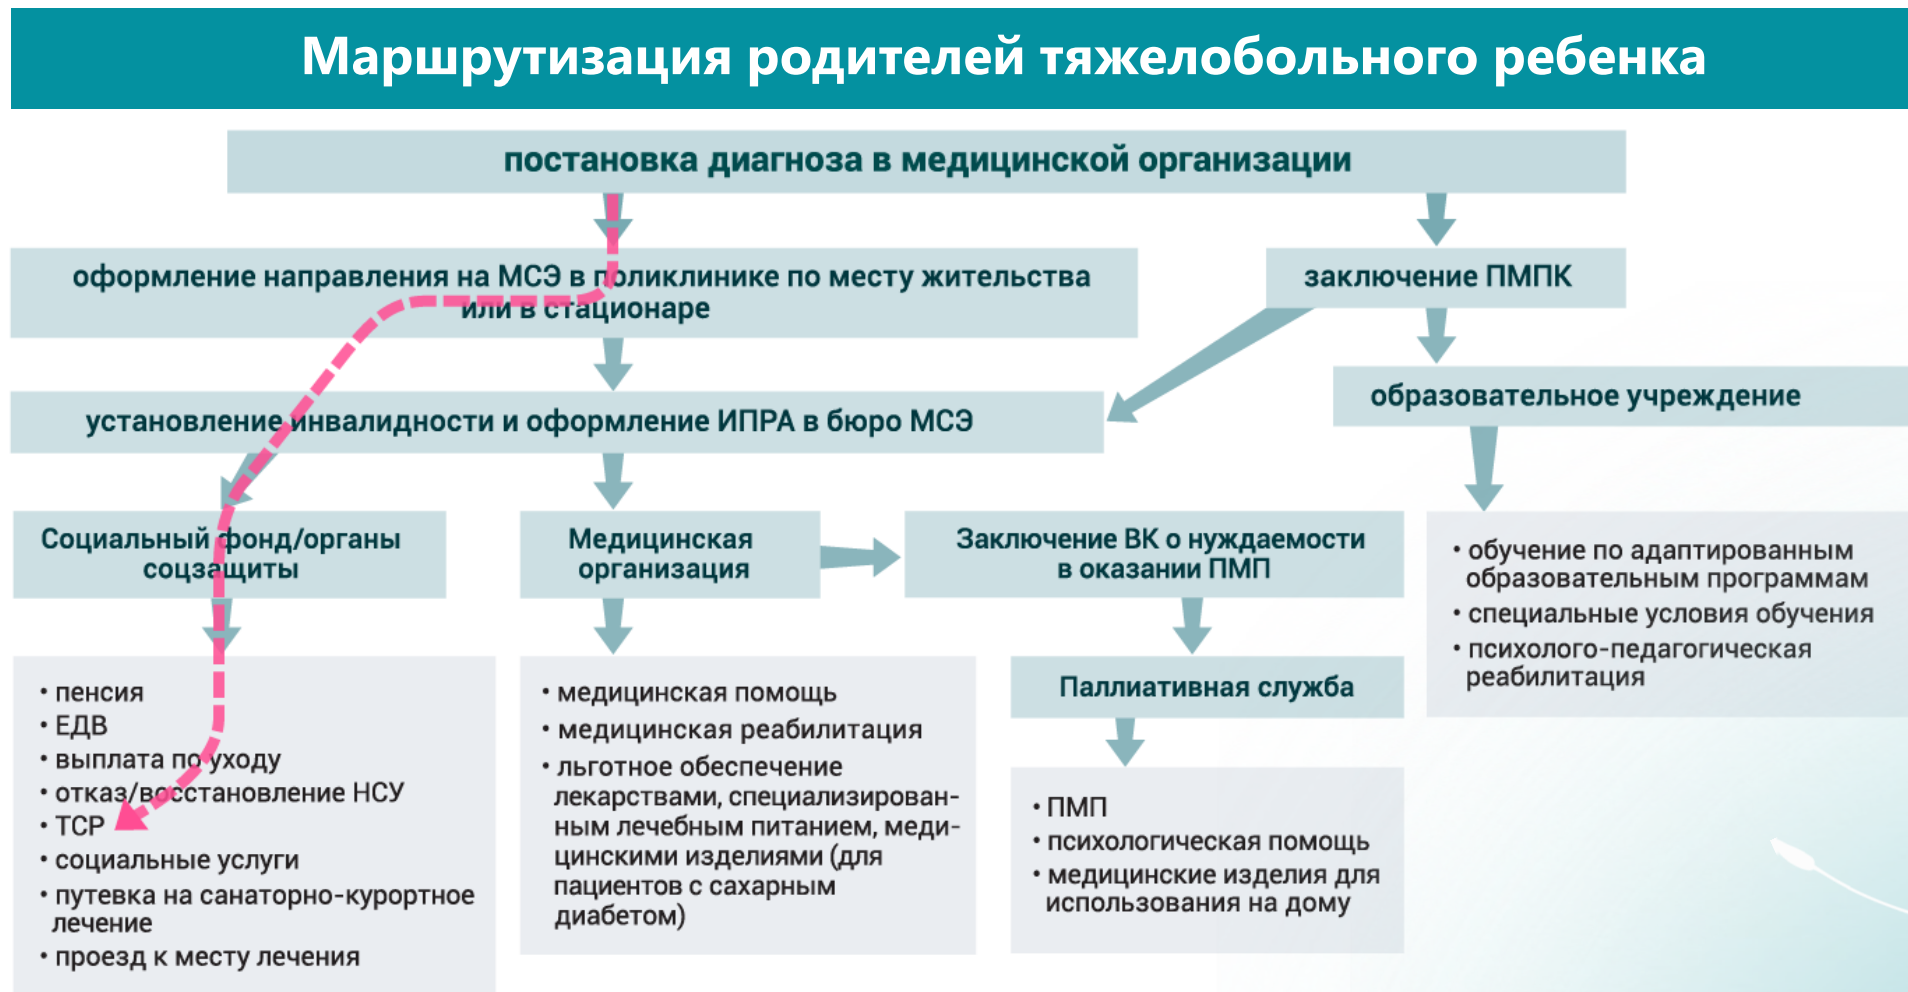 Маршрутизация родителей тяжелобольного ребенка
постановка диагноза в медицинской организации
оформление направления на МСЭ в поликлинике по месту жительства
или в стационаре
заключение ПМПК
установление инвалидности и оформление ИПРА в бюро МСЭ
образовательное учреждение
Социальный фонд/органы
соцзащиты
Медицинская
организация
Заключение ВК о нуждаемости
в оказании ПМП
• обучение по адаптированным
образовательным программам
• специальные условия обучения
• психолого-педагогическая
реабилитация
• пенсия
• ЕДВ
• выплата по уходу
• отказ/восстановление НСУ
• ТСР
• социальные услуги
• путевка на санаторно-курортное
лечение
• проезд к месту лечения
• медицинская помощь
• медицинская реабилитация
• льготное обеспечение
лекарствами, специализирован-
ным лечебным питанием, меди-
цинскими изделиями (для
пациентов с сахарным
диабетом)
Паллиативная служба
• ПМП
• психологическая помощь
• медицинские изделия для
использования на дому